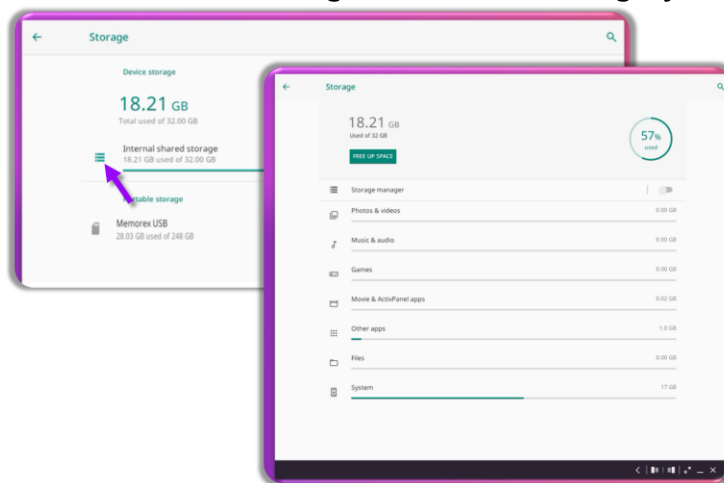 Storage
Device storage
18.21 GB
Total used of 32.00 GB
Internal shared storage
18.21 GB used of 32.00 GB
storage
Memorex USB
28.03 GB used of 248 GB
Storage
18.21 GB
Used of 32 GB
57%
used
FREE UP SPACE
Storage manager
Photos & videos 0.00 GB
Music & audio 0.00 GB
Games 0.00 GB
Movie & ActivPanel apps 0.02 GB
Other apps 1.0 GB
Files 0.00 GB
System 17 GB